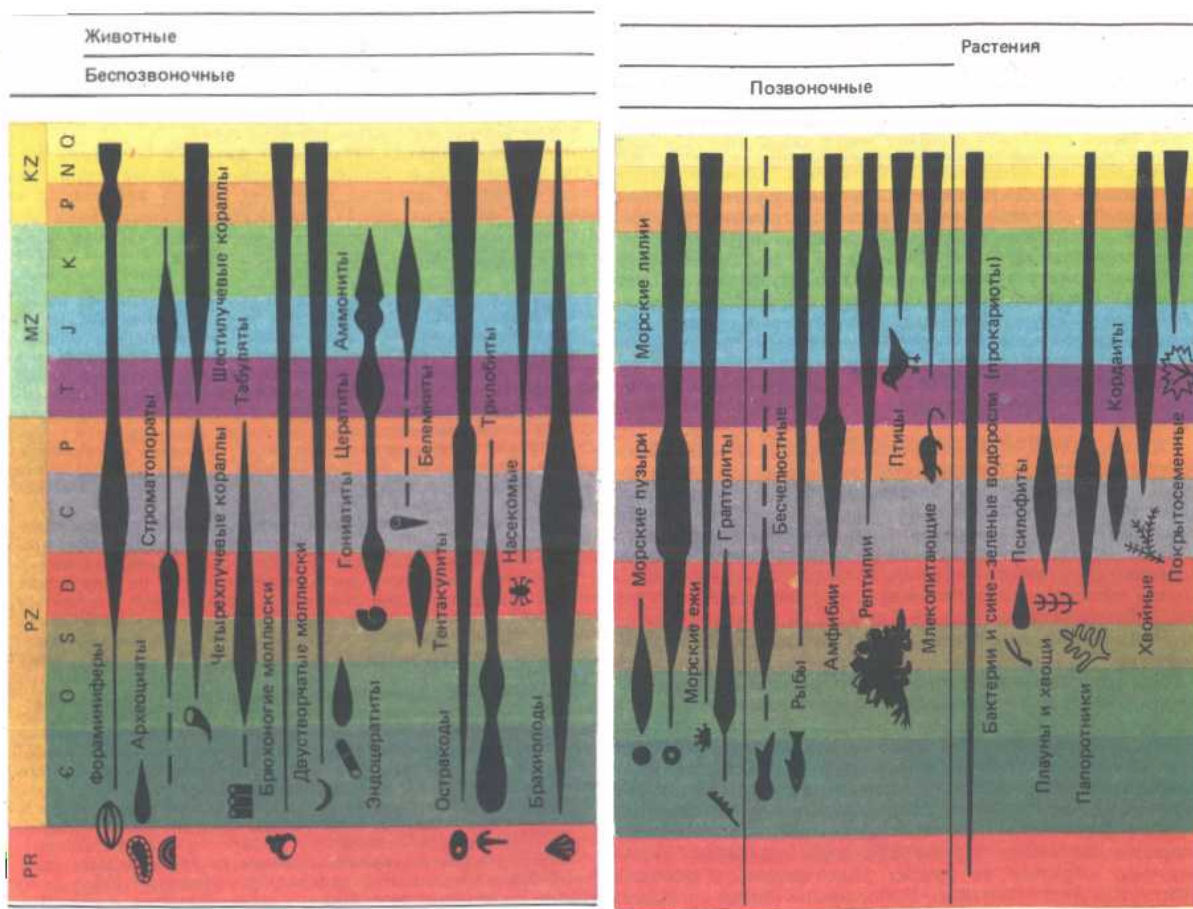 Животные
Беспозвоночные
KZ
MZ
PZ
PR
Q
N
₽
K
J
T
P
C
D
S
O
Є
Фораминиферы
Археоциаты
Строматопораты
Четырехлучевые кораллы
Шестилучевые кораллы
Табуляты
Брюхоногие моллюски
Двустворчатые моллюски
Эндоцератиты
Гониатиты
Цератиты
Аммониты
Тентакулиты
Белемниты
Остракоды
Трилобиты
Насекомые
Брахиоподы
Растения
Позвоночные
Морские пузыри
Морские лилии
Морские ежи
Граптолиты
Бесчелюстные
Рыбы
Амфибии
Рептилии
Птицы
Млекопитающие
Бактерии и сине-зеленые водоросли (прокариоты)
Псилофиты
Плауны и хвощи
Папоротники
Кордаиты
Хвойные
Покрытосеменные